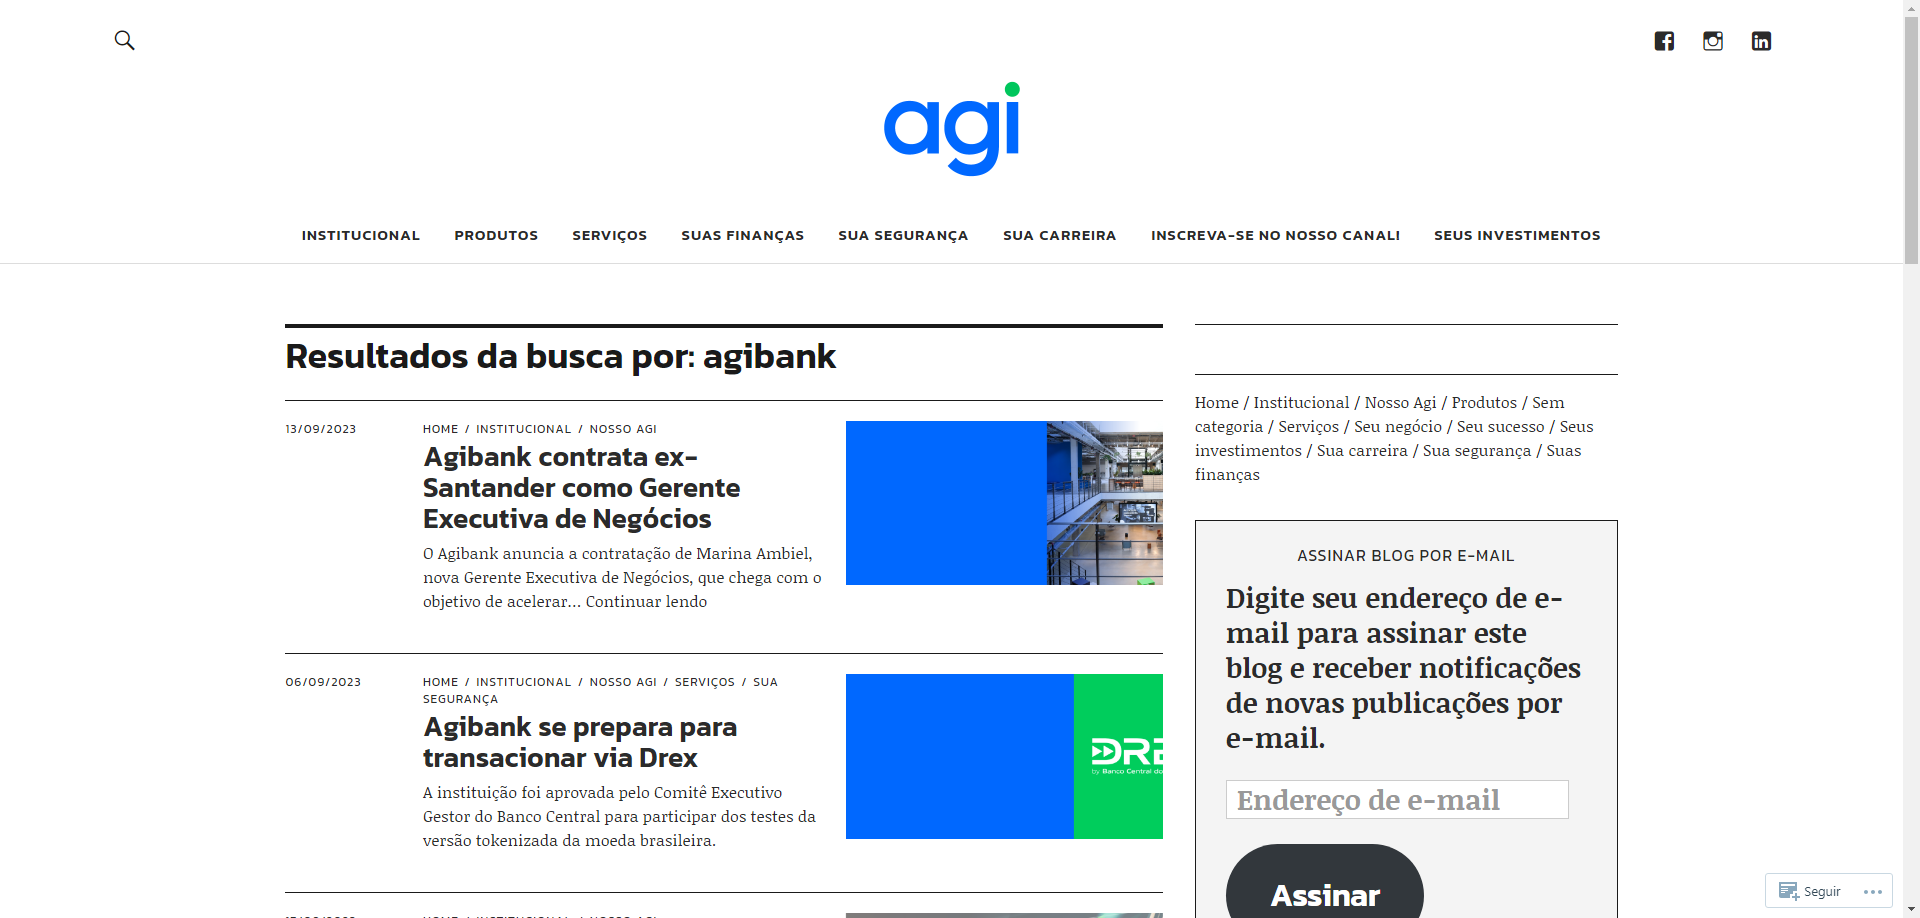 agi
INSTITUCIONAL PRODUTOS SERVIÇOS SUAS FINANÇAS SUA SEGURANÇA SUA CARREIRA INSCREVA-SE NO NOSSO CANAL! SEUS INVESTIMENTOS
Resultados da busca por: agibank
13/09/2023
HOME / INSTITUCIONAL / NOSSO AGI
Agibank contrata ex-
Santander como Gerente
Executiva de Negócios
O Agibank anuncia a contratação de Marina Ambiel,
nova Gerente Executiva de Negócios, que chega com o
objetivo de acelerar… Continuar lendo
06/09/2023
HOME / INSTITUCIONAL / NOSSO AGI / SERVIÇOS / SUA
SEGURANÇA
Agibank se prepara para
transacionar via Drex
A instituição foi aprovada pelo Comitê Executivo
Gestor do Banco Central para participar dos testes da
versão tokenizada da moeda brasileira.
DRE
by Banco Central do
HOME / INSTITUCIONAL / NOSSO AGI
Home / Institucional / Nosso Agi / Produtos / Sem
categoria / Serviços / Seu negócio / Seu sucesso / Seus
investimentos / Sua carreira / Sua segurança / Suas
finanças
ASSINAR BLOG POR E-MAIL
Digite seu endereço de e-
mail para assinar este
blog e receber notificações
de novas publicações por
e-mail.
Endereço de e-mail
Assinar
Seguir